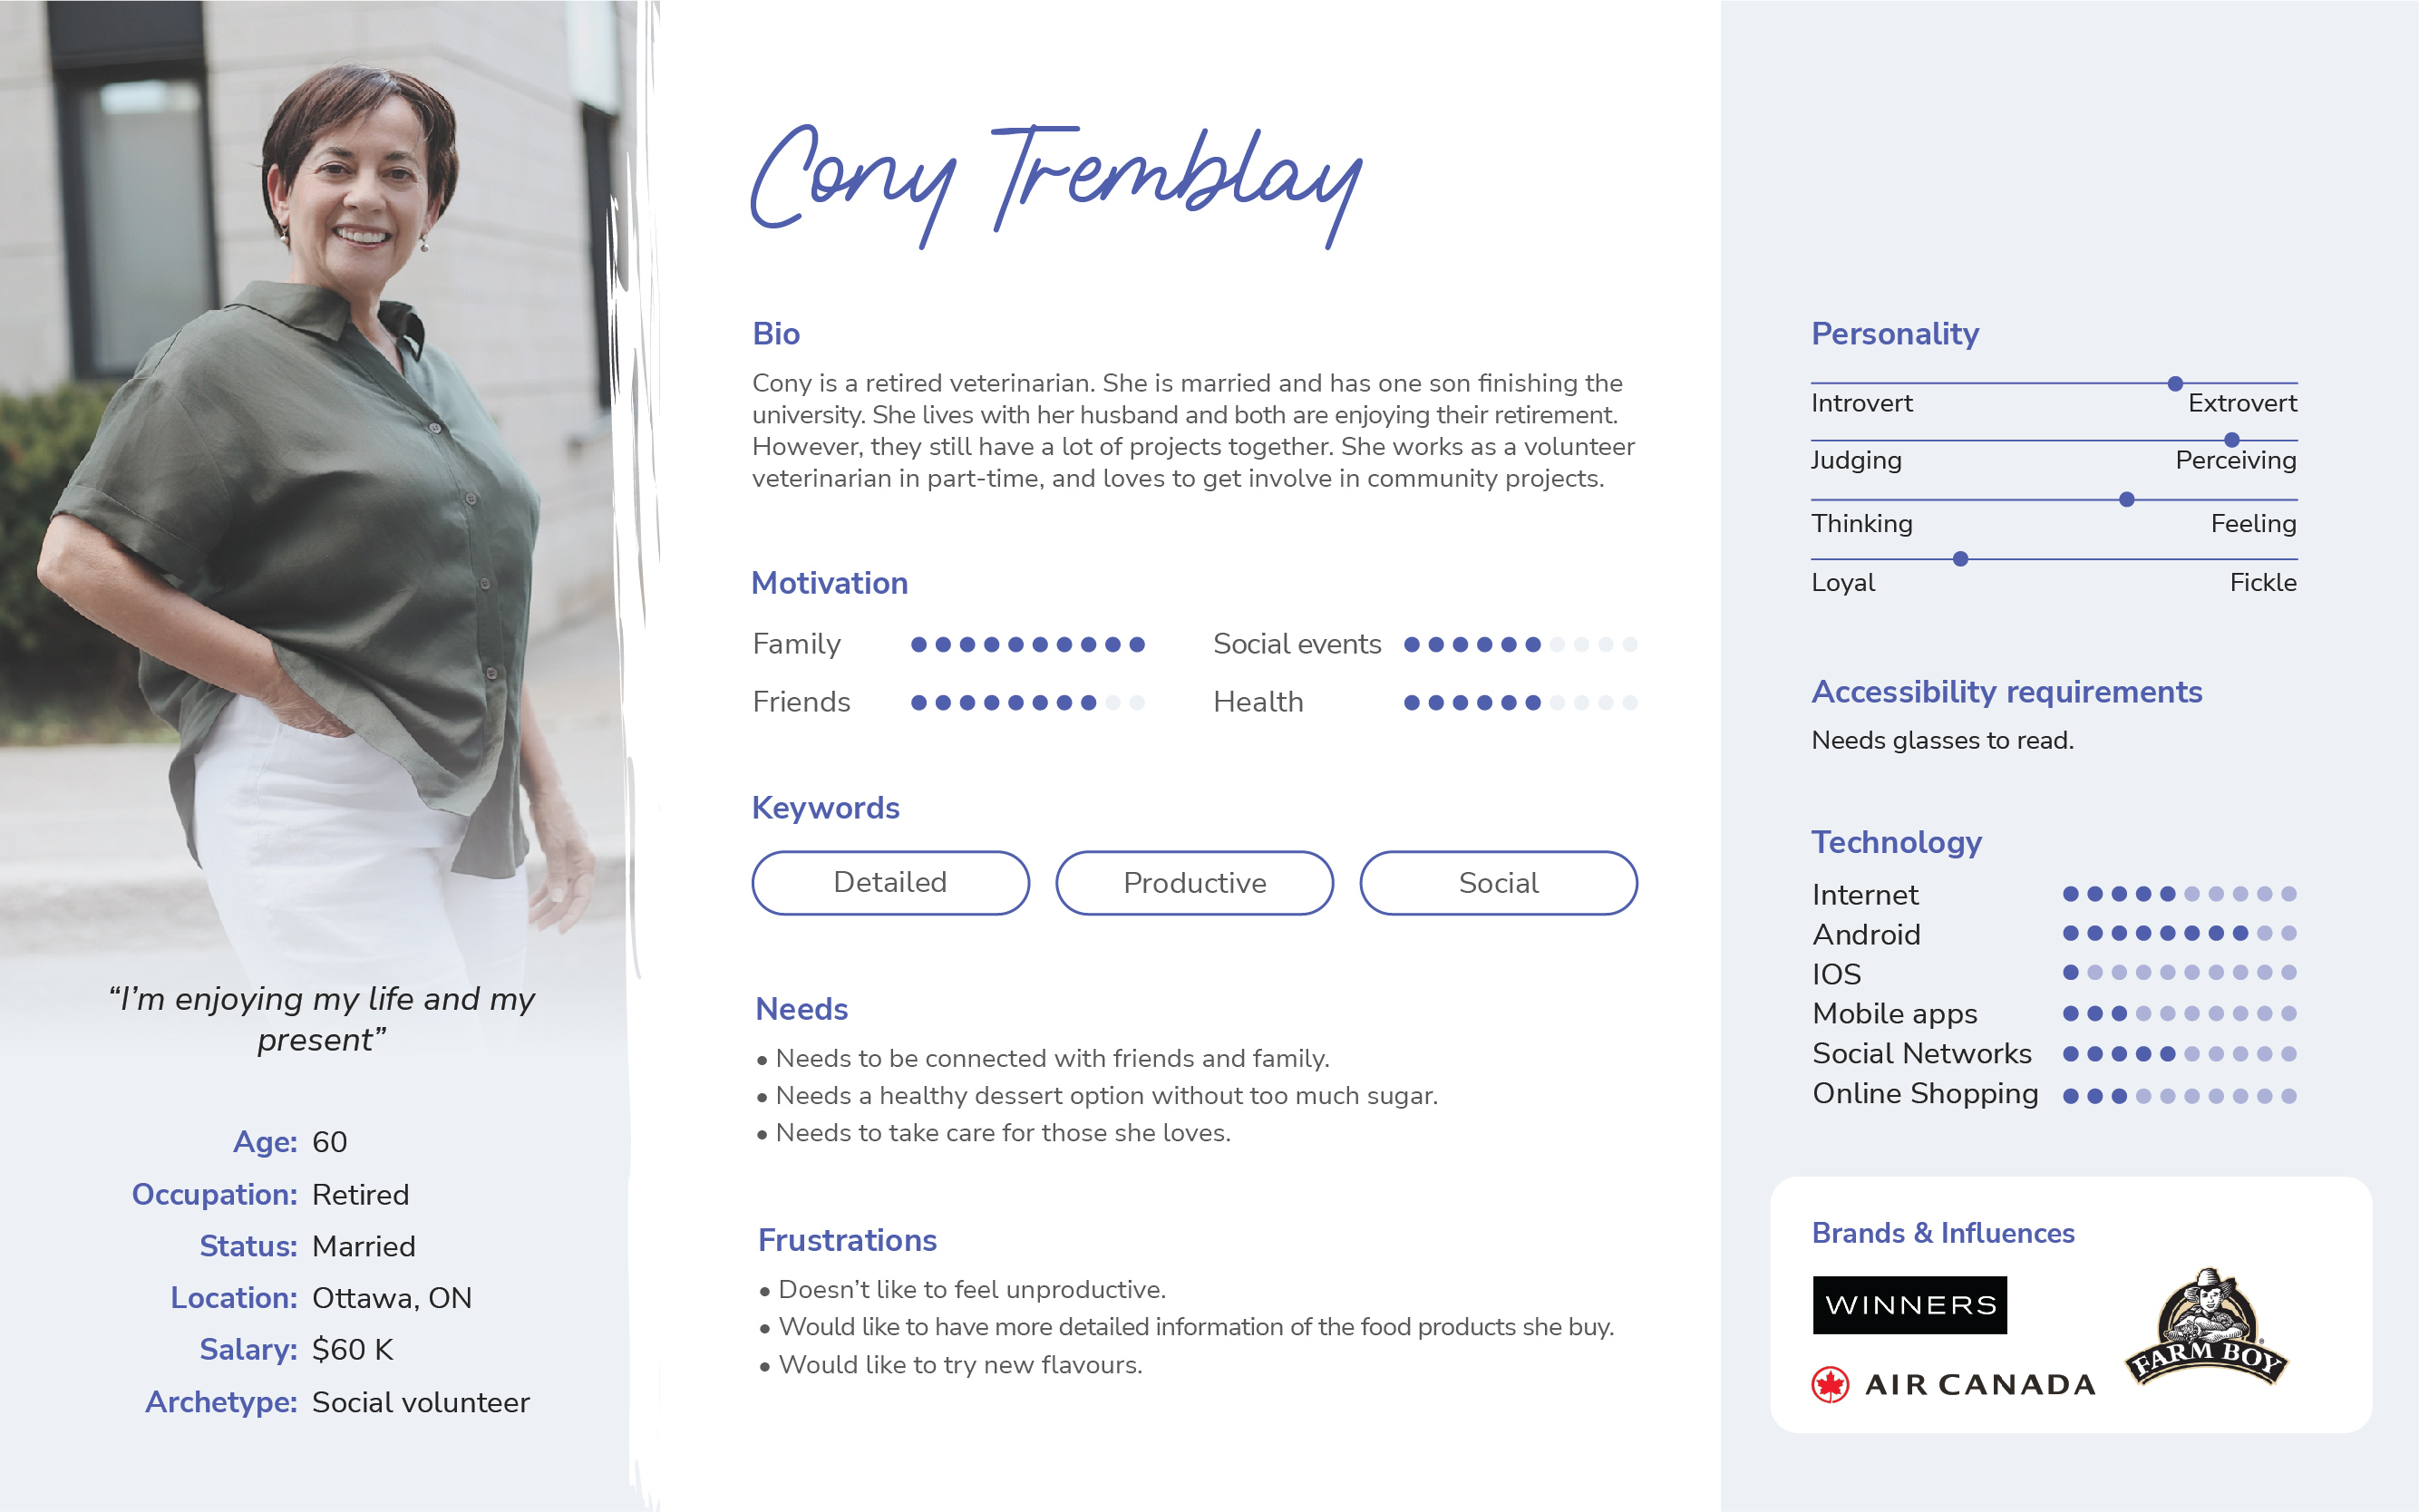 “I’m enjoying my life and my
present”
Age: 60
Occupation: Retired
Status: Married
Location: Ottawa, ON
Salary: $60 K
Archetype: Social volunteer
Cony Tremblay
Bio
Cony is a retired veterinarian. She is married and has one son finishing the
university. She lives with her husband and both are enjoying their retirement.
However, they still have a lot of projects together. She works as a volunteer
veterinarian in part-time, and loves to get involve in community projects.
Motivation
Family
Social events
Friends
Health
Keywords
Detailed
Productive
Social
Needs
• Needs to be connected with friends and family.
• Needs a healthy dessert option without too much sugar.
• Needs to take care for those she loves.
Frustrations
• Doesn’t like to feel unproductive.
• Would like to have more detailed information of the food products she buy.
• Would like to try new flavours.
Personality
Introvert Extrovert
Judging Perceiving
Thinking Feeling
Loyal Fickle
Accessibility requirements
Needs glasses to read.
Technology
Internet
Android
IOS
Mobile apps
Social Networks
Online Shopping
Brands & Influences
WINNERS
FARM BOY
AIR CANADA